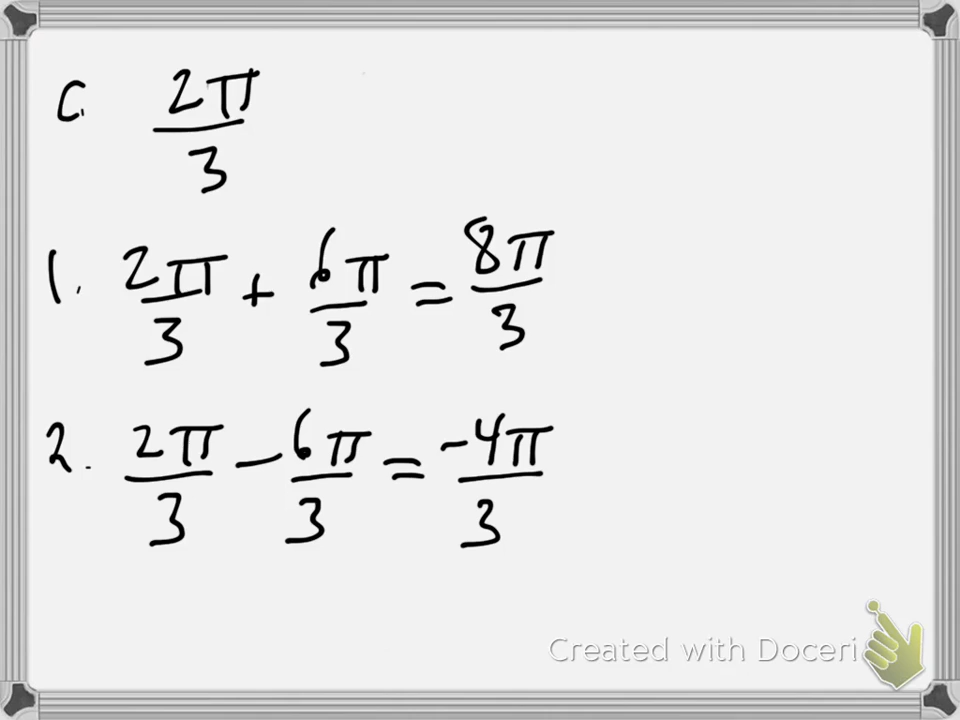 C. 2π/3
1. 2π/3 + 6π/3 = 8π/3
2. 2π/3 - 6π/3 = -4π/3
Created with Doceri